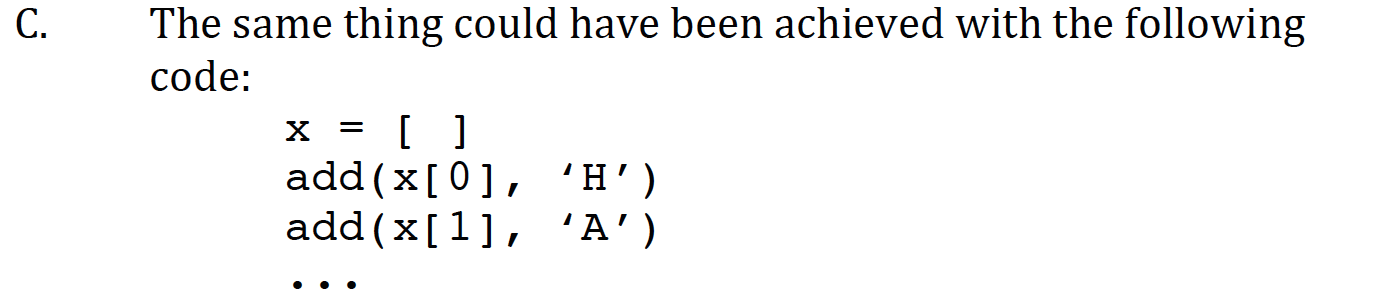 C. The same thing could have been achieved with the following
code:
x = [ ]
add(x[0], ‘H’)
add(x[1], ‘A’)
...